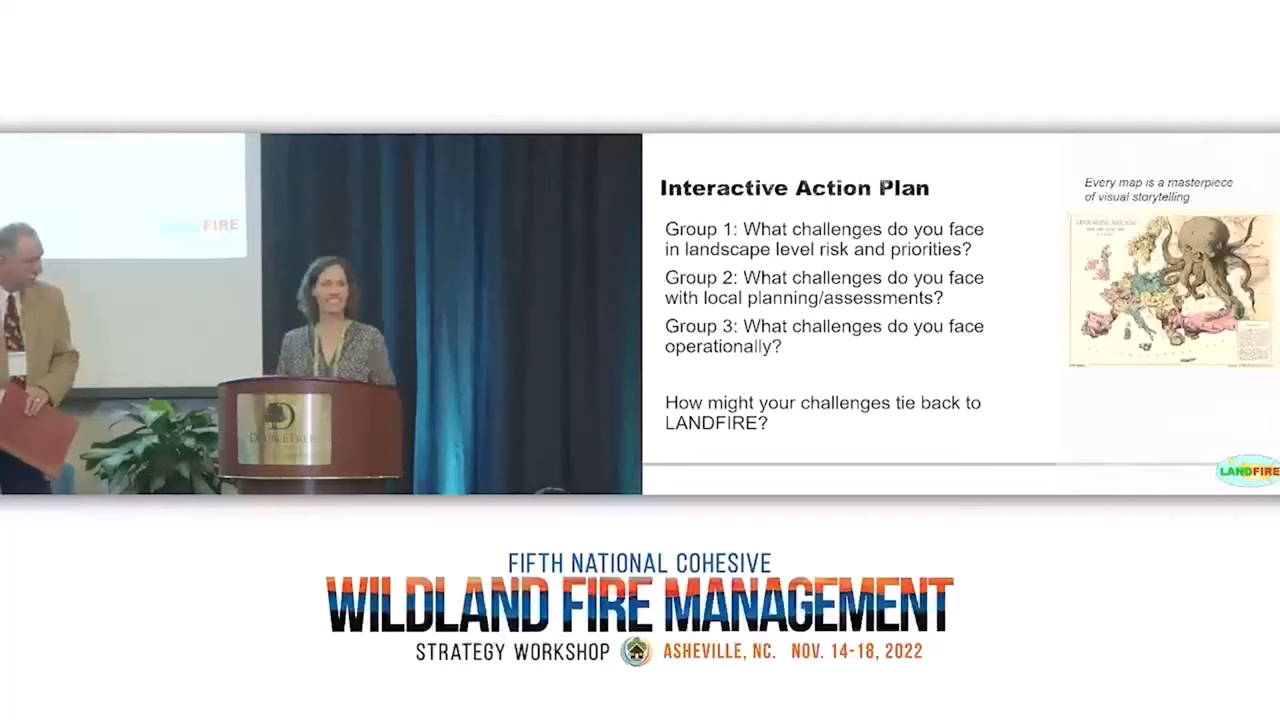 FIRE
DOUBLETREE
Interactive Action Plan
Group 1: What challenges do you face
in landscape level risk and priorities?
Group 2: What challenges do you face
with local planning/assessments?
Group 3: What challenges do you face
operationally?
How might your challenges tie back to
LANDFIRE?
Every map is a masterpiece
of visual storytelling
LANDFIRE
FIFTH NATIONAL COHESIVE
WILDLAND FIRE MANAGEMENT
STRATEGY WORKSHOP
ASHEVILLE, NC. NOV. 14-18, 2022